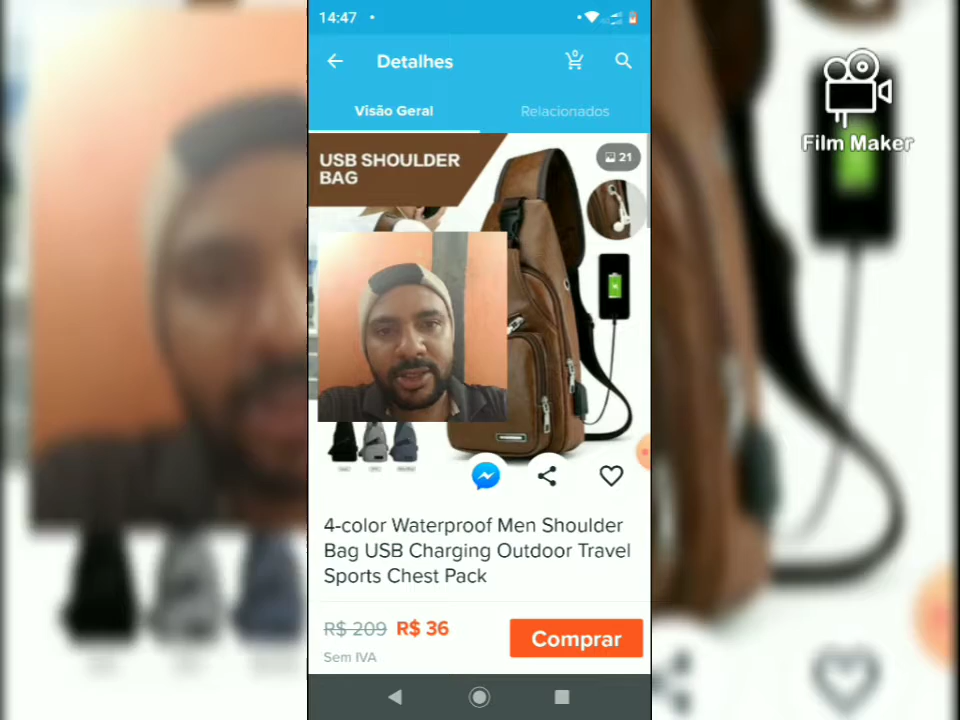 14:47
Detalhes
0
Visão Geral
Relacionados
USB SHOULDER
BAG
21
Film Maker
4-color Waterproof Men Shoulder
Bag USB Charging Outdoor Travel
Sports Chest Pack
R$ 209 R$ 36
Comprar
Sem IVA